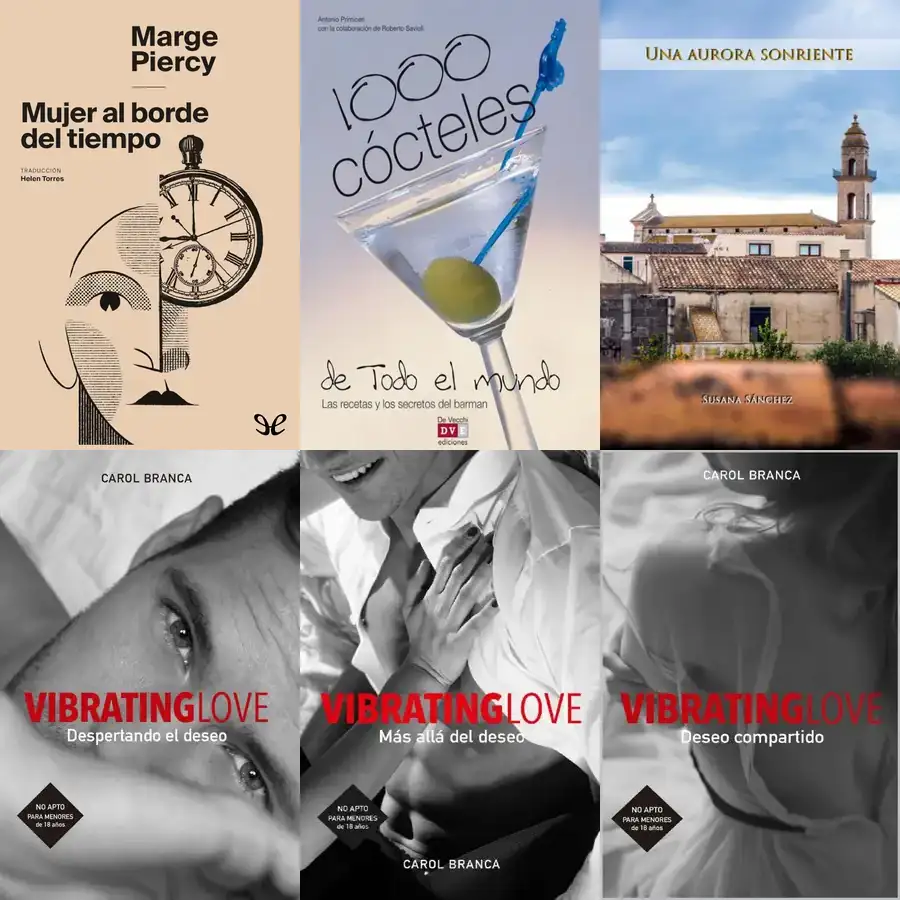 Marge
Piercy
Mujer al borde
del tiempo
TRADUCCIÓN
Helen Torres
Antonio Primiceri
con la colaboración de Roberto Savioli
1000
cócteles
de Todo el mundo
Las recetas y los secretos del barman
De Vecchi
DVE
ediciones
UNA AURORA SONRIENTE
SUSANA SÁNCHEZ
CAROL BRANCA
VIBRATINGLOVE
Despertando el deseo
NO APTO
PARA MENORES
de 18 años
VIBRATINGLOVE
Más allá del deseo
NO APTO
PARA MENORES
de 18 años
CAROL BRANCA
CAROL BRANCA
VIBRATINGLOVE
Deseo compartido
NO APTO
PARA MENORES
de 18 años